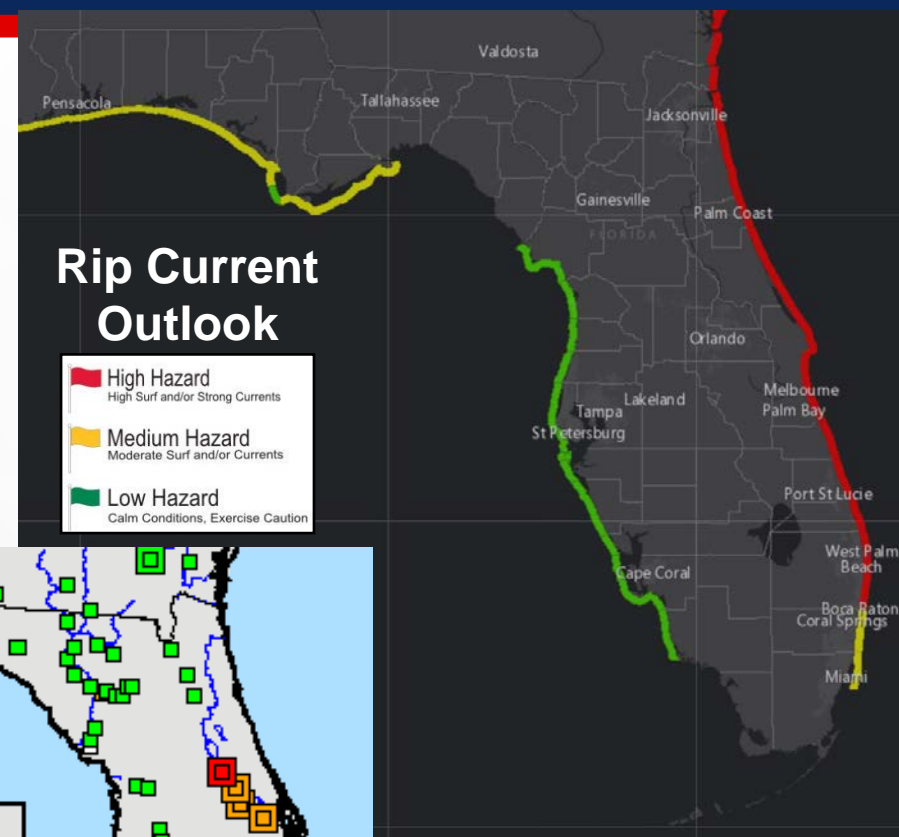 Valdosta
Pensacola
Tallahassee
Jacksonville
Gainesville
Palm Coast
FLORIDA
Rip Current
Outlook
High Hazard
High Surf and/or Strong Currents
Medium Hazard
Moderate Surf and/or Currents
Low Hazard
Calm Conditions, Exercise Caution
Orlando
Melbourne
Palm Bay
Lakeland
Tampa
St Petersburg
Port St Lucie
Cape Coral
West Palm
Beach
Boca Raton
Coral Springs
Miami